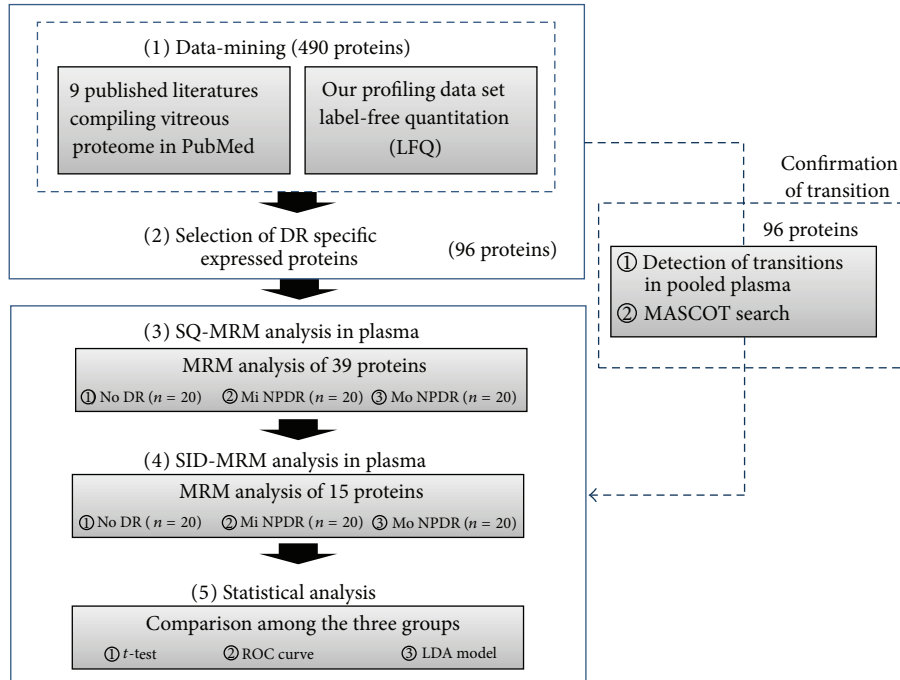 (1) Data-mining (490 proteins)
9 published literatures
compiling vitreous
proteome in PubMed
Our profiling data set
label-free quantitation
(LFQ)
(2) Selection of DR specific
expressed proteins
(96 proteins)
Confirmation
of transition
96 proteins
① Detection of transitions
in pooled plasma
② MASCOT search
(3) SQ-MRM analysis in plasma
MRM analysis of 39 proteins
① No DR (n = 20) ② Mi NPDR (n = 20) ③ Mo NPDR (n = 20)
(4) SID-MRM analysis in plasma
MRM analysis of 15 proteins
① No DR ( n = 20) ② Mi NPDR (n = 20) ③ Mo NPDR (n = 20)
(5) Statistical analysis
Comparison among the three groups
① t-test ② ROC curve ③ LDA model